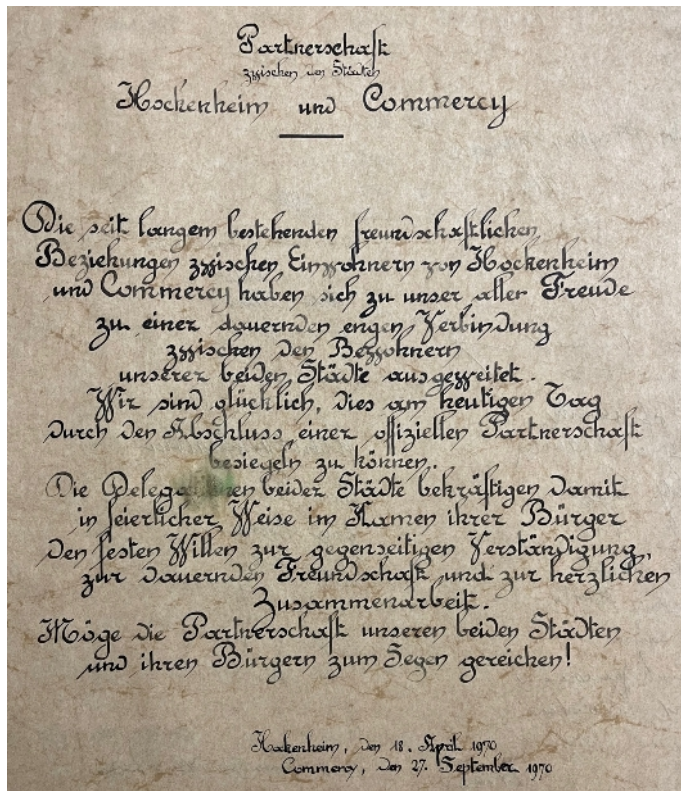 Partnerschaft
zwischen den Städten
Hockenheim und Commercy
Die seit langem bestehenden freundschaftlichen
Beziehungen zwischen Einwohnern von Hockenheim
und Commercy haben sich zu unser aller Freude
zu einer dauernden engen Verbindung
zwischen den Bewohnern
unserer beiden Städte ausgeweitet.
Wir sind glücklich, dies am heutigen Tag
durch den Abschluss einer offiziellen Partnerschaft
besiegeln zu können.
Die beider Städte bekräftigen damit
in feierlicher Weise im Namen ihrer Bürger
den festen Willen zur gegenseitigen Verständigung,
zur dauernden Freundschaft und zur herzlichen
Zusammenarbeit.
Möge die Partnerschaft unseren beiden Städten
und ihren Bürgern zum Segen gereichen!
Hockenheim, den 18. April 1970
Commercy, den 27. September 1970